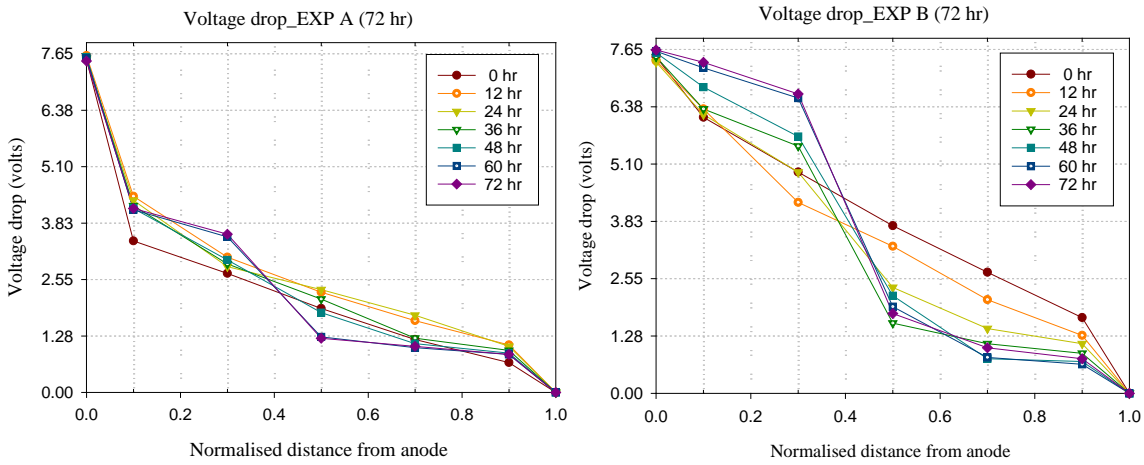 Voltage drop_EXP A (72 hr)
Voltage drop (volts)
7.65
6.38
5.10
3.83
2.55
1.28
0.00
0 hr
12 hr
24 hr
36 hr
48 hr
60 hr
72 hr
0.0 0.2 0.4 0.6 0.8 1.0
Normalised distance from anode
Voltage drop_EXP B (72 hr)
Voltage drop (volts)
7.65
6.38
5.10
3.83
2.55
1.28
0.00
0 hr
12 hr
24 hr
36 hr
48 hr
60 hr
72 hr
0.0 0.2 0.4 0.6 0.8 1.0
Normalised distance from anode